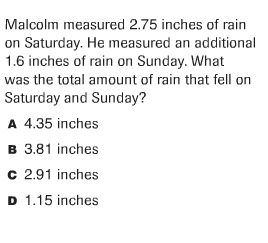 Malcolm measured 2.75 inches of rain
on Saturday. He measured an additional
1.6 inches of rain on Sunday. What
was the total amount of rain that fell on
Saturday and Sunday?
A 4.35 inches
B 3.81 inches
C 2.91 inches
D 1.15 inches